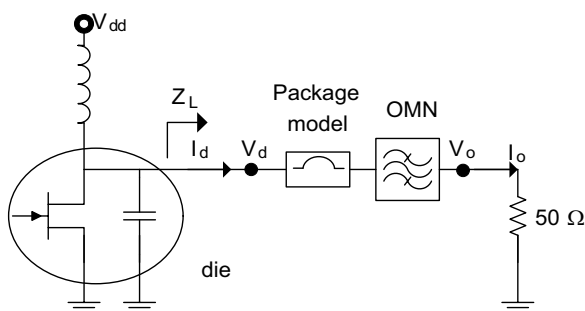 Vdd
Package
model
OMN
ZL
Id
Vd
Vo
Io
50 Ω
die